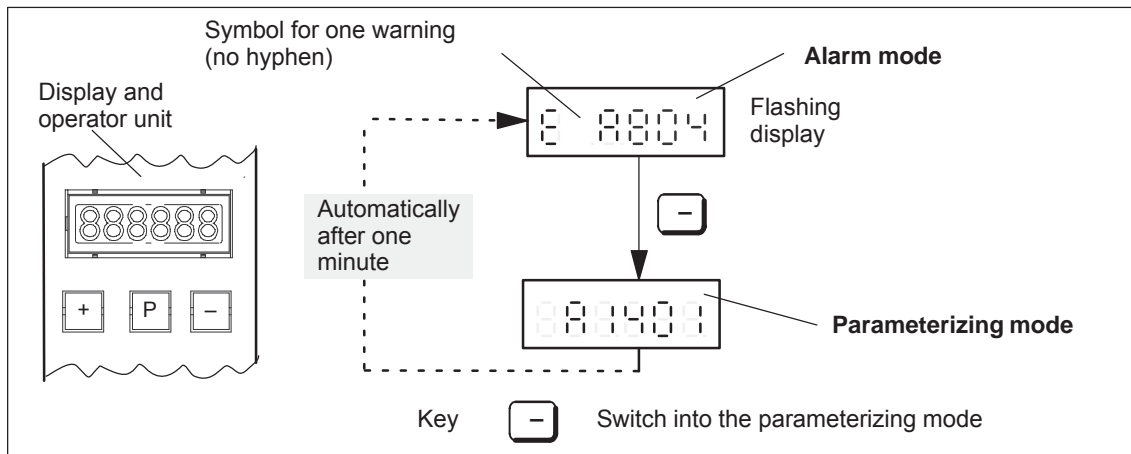 Symbol for one warning
(no hyphen)
Alarm mode
Display and
operator unit
E A804
Flashing
display
–
Automatically
after one
minute
+ P –
A1401
Parameterizing mode
Key – Switch into the parameterizing mode